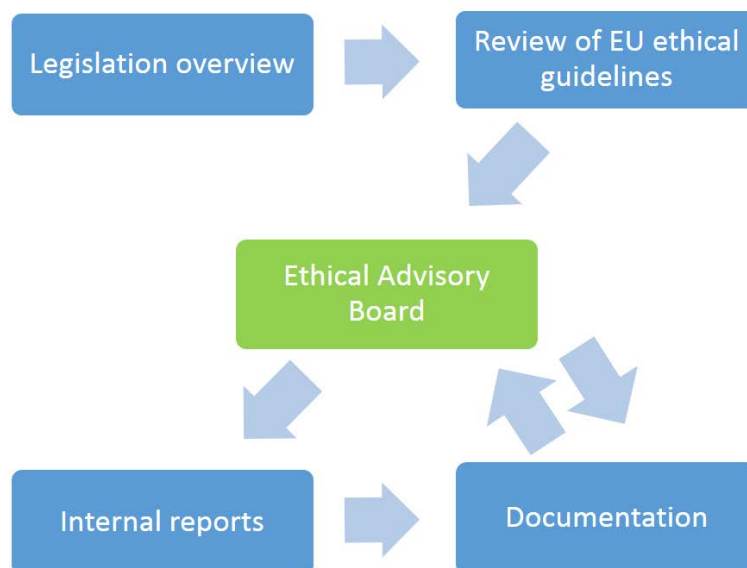 Legislation overview
Review of EU ethical
guidelines
Ethical Advisory
Board
Internal reports
Documentation